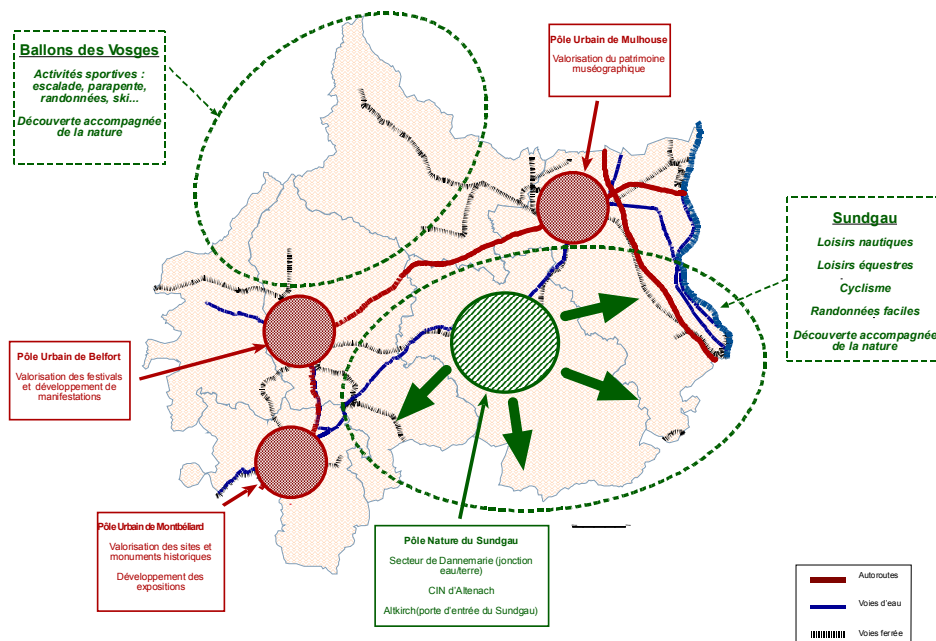 Ballons des Vosges
Activités sportives :
escalade, parapente,
randonnées, ski...
Découverte accompagnée
de la nature
Pôle Urbain de Mulhouse
Valorisation du patrimoine
muséographique
Sundgau
Loisirs nautiques
Loisirs équestres
Cyclisme
Randonnées faciles
Découverte accompagnée
de la nature
Pôle Urbain de Belfort
Valorisation des festivals
et développement de
manifestations
Pôle Urbain de Montbéliard
Valorisation des sites et
monuments historiques
Développement des
expositions
Pôle Nature du Sundgau
Secteur de Dannemarie (jonction
eau/terre)
CIN d'Altenach
Altkirch(porte d'entrée du Sundgau)
Autoroutes
Voies d'eau
Voies ferrée